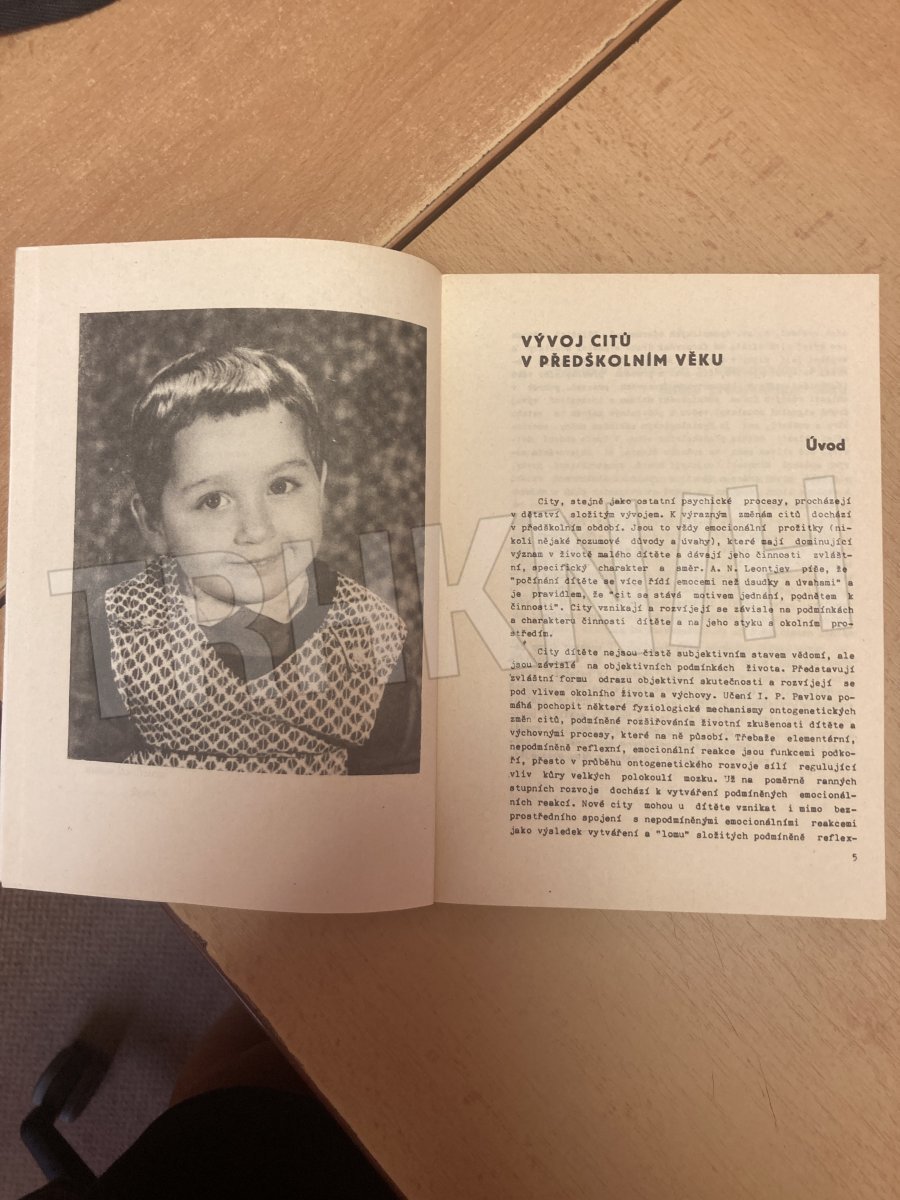 VÝVOJ CITŮ
V PŘEDŠKOLNÍM VĚKU
Úvod
City, stejně jako ostatní psychické procesy, procházejí
v dětství složitým vývojem. K výrazným změnám citů dochází
v předškolním období. Jsou to vždy emocionální prožitky (ni-
koli nějaké rozumové důvody a úvahy), které mají dominující
význam v životě malého dítěte a dávají jeho činnosti zvlášt-
ní, specifický charakter a směr. A. N. Leontjev píše, že
"počínání dítěte se více řídí emocemi než úsudky a úvahami" a
je pravidlem, že "cit se stává motivem jednání, podnětem k
činnosti". City vznikají a rozvíjejí se závisle na podmínkách
a charakteru činnosti dítěte a na jeho styku s okolním pro-
středím.
City dítěte nejsou čistě subjektivním stavem vědomí, ale
jsou závislé na objektivních podmínkách života. Představují
zvláštní formu odrazu objektivní skutečnosti a rozvíjejí se
pod vlivem okolního života a výchovy. Učení I. P. Pavlova po-
máhá pochopit některé fyziologické mechanismy ontogenetických
změn citů, podmíněné rozšiřováním životní zkušenosti dítěte a
výchovnými procesy, které na ně působí. Třebaže elementární,
nepodmíněně reflexní, emocionální reakce jsou funkcemi podko-
ří, přesto v průběhu ontogenetického rozvoje sílí regulující
vliv kůry velkých polokoulí mozku. Už na poměrně ranných
stupních rozvoje dochází k vytváření podmíněných emocionál-
ních reakcí. Nové city mohou u dítěte vznikat i mimo bez-
prostředního spojení s nepodmíněnými emocionálními reakcemi
jako výsledek vytváření a "lomu" složitých podmíněně reflex-
5
TRHKNIH